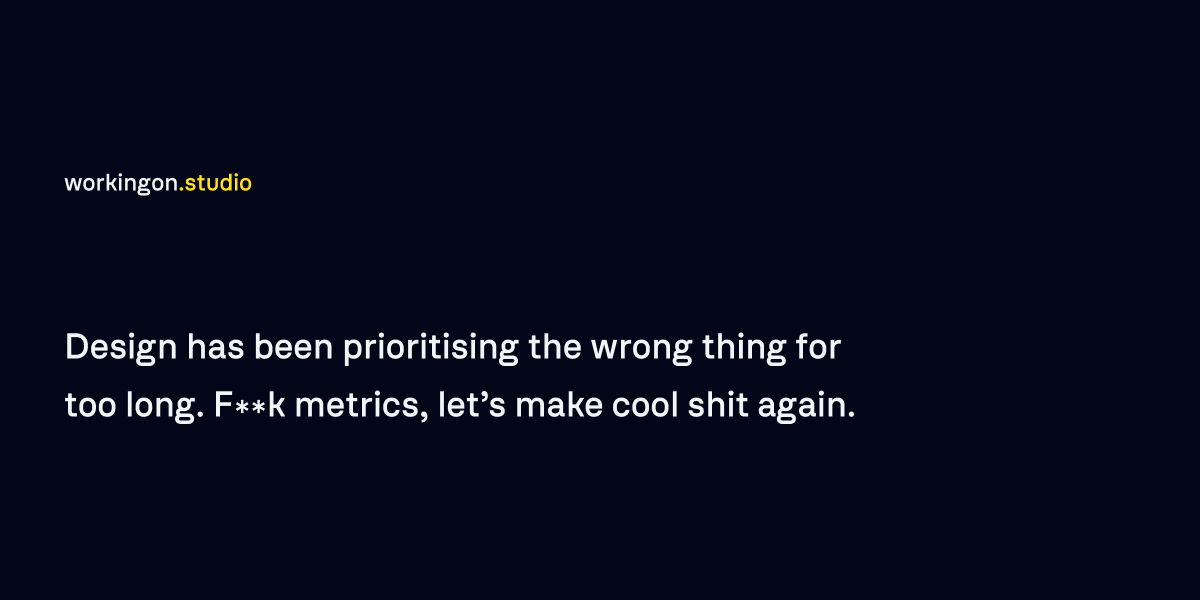 workingon.studio
Design has been prioritising the wrong thing for
too long. F**k metrics, let’s make cool shit again.